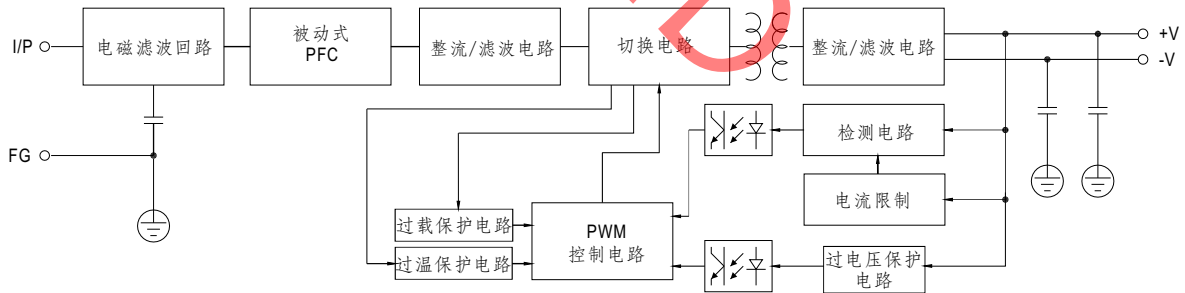 I/P
电磁滤波回路
被动式
PFC
整流/滤波电路
切换电路
整流/滤波电路
+V
-V
FG
检测电路
电流限制
过载保护电路
过温保护电路
PWM
控制电路
过电压保护
电路